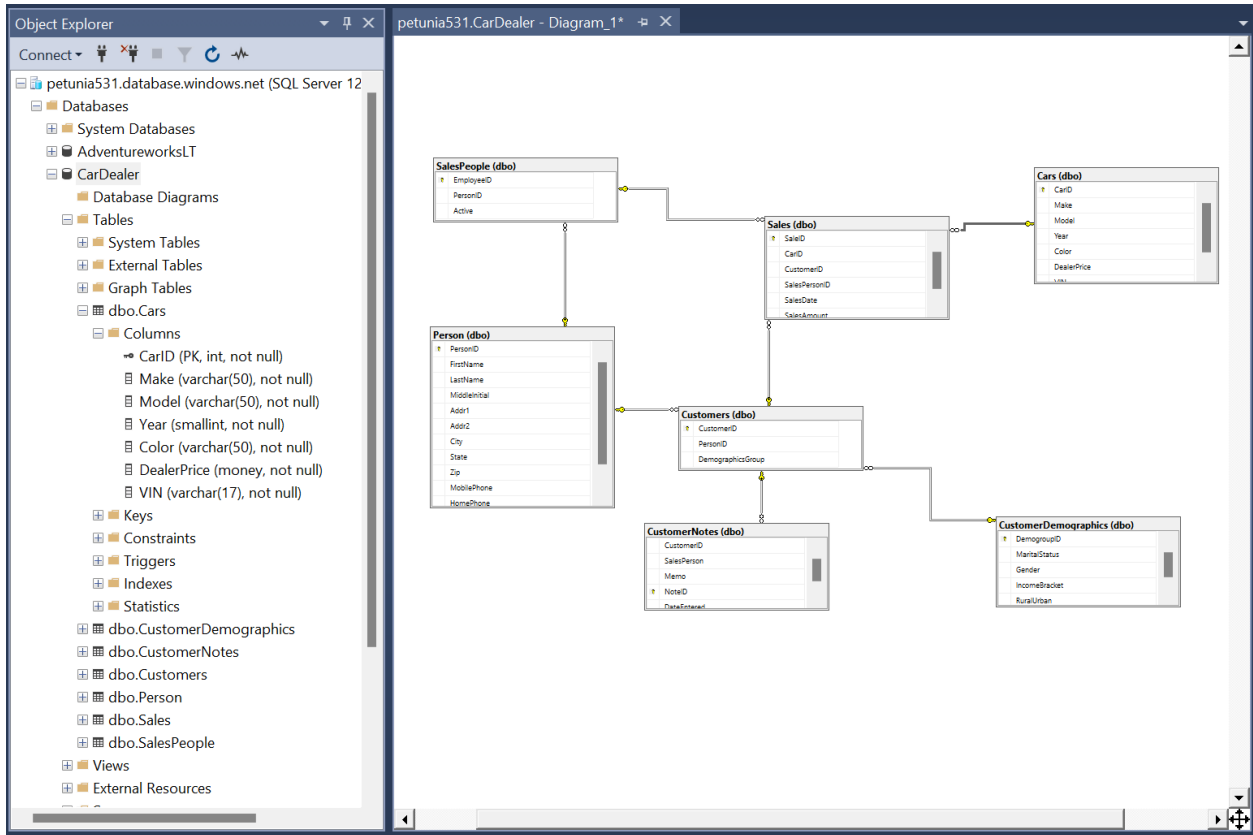 Object Explorer
Connect
petunia531.database.windows.net (SQL Server 12
Databases
System Databases
AdventureworksLT
CarDealer
Database Diagrams
Tables
System Tables
External Tables
Graph Tables
dbo.Cars
Columns
CarID (PK, int, not null)
Make (varchar(50), not null)
Model (varchar(50), not null)
Year (smallint, not null)
Color (varchar(50), not null)
DealerPrice (money, not null)
VIN (varchar(17), not null)
Keys
Constraints
Triggers
Indexes
Statistics
dbo.CustomerDemographics
dbo.CustomerNotes
dbo.Customers
dbo.Person
dbo.Sales
dbo.SalesPeople
Views
External Resources
petunia531.CarDealer - Diagram_1*
SalesPeople (dbo)
EmployeeID
PersonID
Active
Cars (dbo)
CarID
Make
Model
Year
Color
DealerPrice
VIN
Sales (dbo)
SaleID
CarID
CustomerID
SalesPersonID
SalesDate
SalesAmount
Person (dbo)
PersonID
FirstName
LastName
MiddleInitial
Addr1
Addr2
City
State
Zip
MobilePhone
HomePhone
Customers (dbo)
CustomerID
PersonID
DemographicsGroup
CustomerNotes (dbo)
CustomerID
SalesPerson
Memo
NoteID
DateEntered
CustomerDemographics (dbo)
DemogroupID
MaritalStatus
Gender
IncomeBracket
RuralUrban